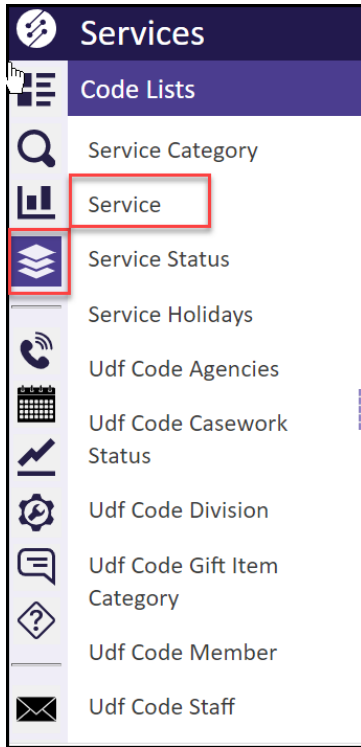 Services
Code Lists
Service Category
Service
Service Status
Service Holidays
Udf Code Agencies
Udf Code Casework
Status
Udf Code Division
Udf Code Gift Item
Category
Udf Code Member
Udf Code Staff